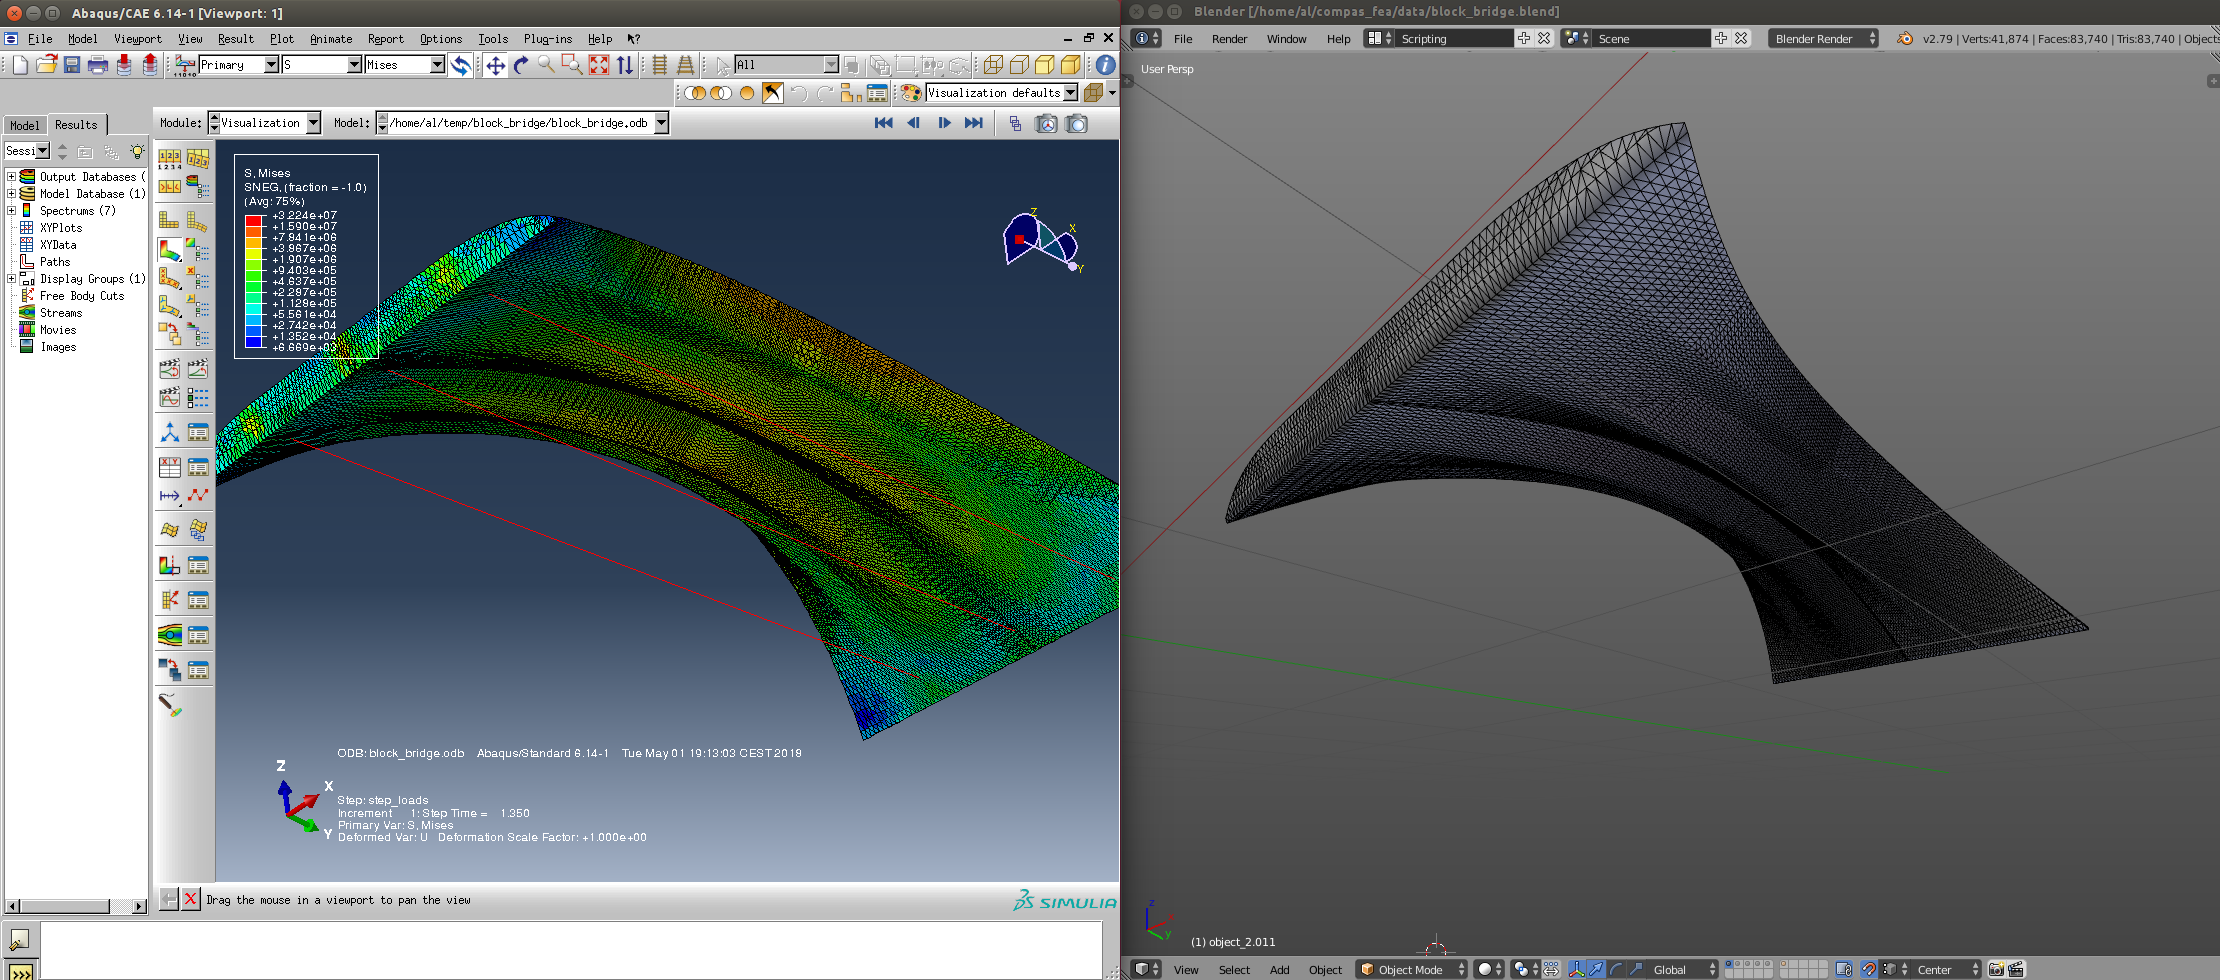 Abaqus/CAE 6.14-1 [Viewport: 1]
File Model Viewport View Result Plot Animate Report Options Tools Plug-ins Help
Primary S Mises All
Visualization defaults
Model Results
Module: Visualization Model: /home/al/temp/block_bridge/block_bridge.odb
Sessi
Output Databases (
Model Database (1)
Spectrums (7)
XYPlots
XYData
Paths
Display Groups (1)
Free Body Cuts
Streams
Movies
Images
S, Mises
SNEG, (fraction = -1.0)
(Avg: 75%)
+3.224e+07
+1.590e+07
+7.841e+06
+3.867e+06
+1.907e+06
+9.403e+05
+4.637e+05
+2.287e+05
+1.128e+05
+5.561e+04
+2.742e+04
+1.352e+04
+6.669e+03
Z
X
Y
ODB: block_bridge.odb Abaqus/Standard 6.14-1 Tue May 01 19:13:03 CEST 2018
Z
X
Y
Step: step_loads
Increment 1: Step Time = 1.350
Primary Var: S, Mises
Deformed Var: U Deformation Scale Factor: +1.000e+00
Drag the mouse in a viewport to pan the view
SIMULIA
>>>
Blender [/home/al/compas_fea/data/block_bridge.blend]
File Render Window Help Scripting Scene Blender Render v2.79 | Verts:41,874 | Faces:83,740 | Tris:83,740 | Object
User Persp
z
y
(1) object_2.011
View Select Add Object Object Mode Global Center